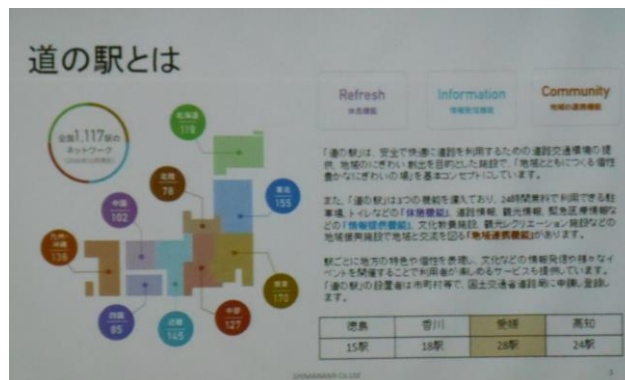 道の駅とは
全国1,117駅の
ネットワーク
北海道
119
北陸
78
東北
155
中国
102
九州・
沖縄
136
関東
170
四国
85
近畿
145
中部
127
Refresh
休憩機能
Information
情報発信機能
Community
地域の連携機能
「道の駅」は、安全で快適に道路を利用するための道路交通環境の提
供、地域のにぎわい創出を目的とした施設で、「地域とともにつくる個性
豊かなにぎわいの場」を基本コンセプトにしています。
また、「道の駅」は3つの機能を備えており、24時間無料で利用できる駐
車場、トイレなどの「休憩機能」、道路情報、観光情報、緊急医療情報な
どの「情報提供機能」、文化教養施設、観光レクリエーション施設などの
地域振興施設で地域と交流を図る「地域連携機能」があります。
駅ごとに地方の特色や個性を表現し、文化などの情報発信や様々なイ
ベントを開催することで利用者が楽しめるサービスも提供しています。
「道の駅」の設置者は市町村等で、国土交通省道路局に申請し登録し
ます。
徳島 香川 愛媛 高知
15駅 18駅 28駅 24駅